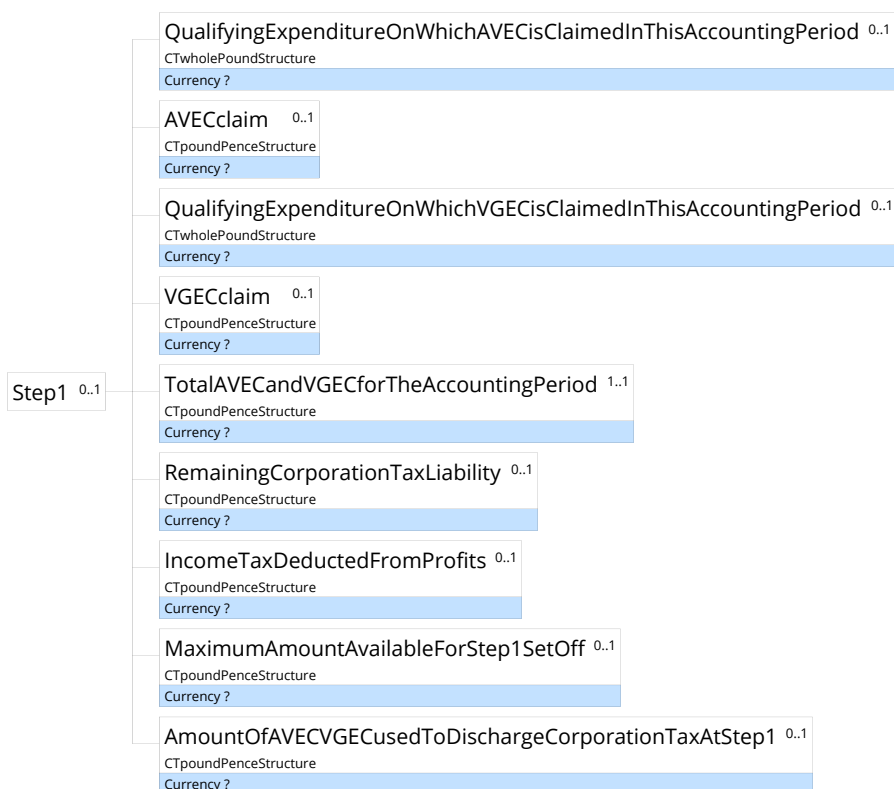 QualifyingExpenditureOnWhichAVECisClaimedInThisAccountingPeriod 0..1
CTwholePoundStructure
Currency ?
AVECclaim 0..1
CTpoundPenceStructure
Currency ?
QualifyingExpenditureOnWhichVGECisClaimedInThisAccountingPeriod 0..1
CTwholePoundStructure
Currency ?
VGECclaim 0..1
CTpoundPenceStructure
Currency ?
Step1 0..1
TotalAVECandVGECforTheAccountingPeriod 1..1
CTpoundPenceStructure
Currency ?
RemainingCorporationTaxLiability 0..1
CTpoundPenceStructure
Currency ?
IncomeTaxDeductedFromProfits 0..1
CTpoundPenceStructure
Currency ?
MaximumAmountAvailableForStep1SetOff 0..1
CTpoundPenceStructure
Currency ?
AmountOfAVECVGECusedToDischargeCorporationTaxAtStep1 0..1
CTpoundPenceStructure
Currency ?